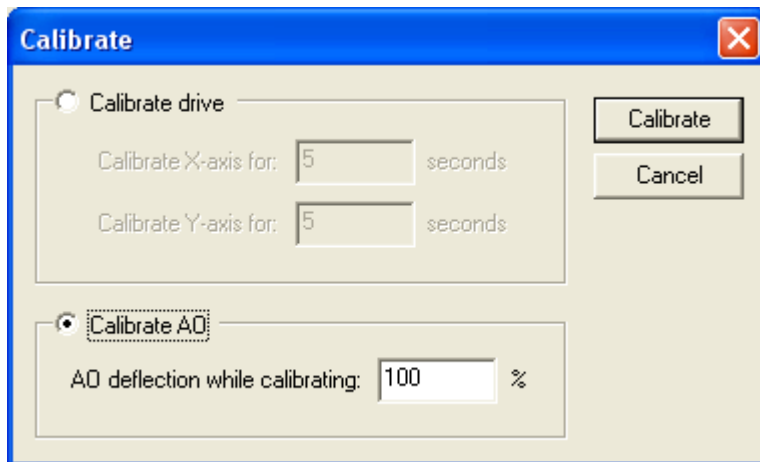 Calibrate
Calibrate drive
Calibrate X-axis for: 5 seconds
Calibrate Y-axis for: 5 seconds
Calibrate
Cancel
Calibrate AO
AO deflection while calibrating: 100 %